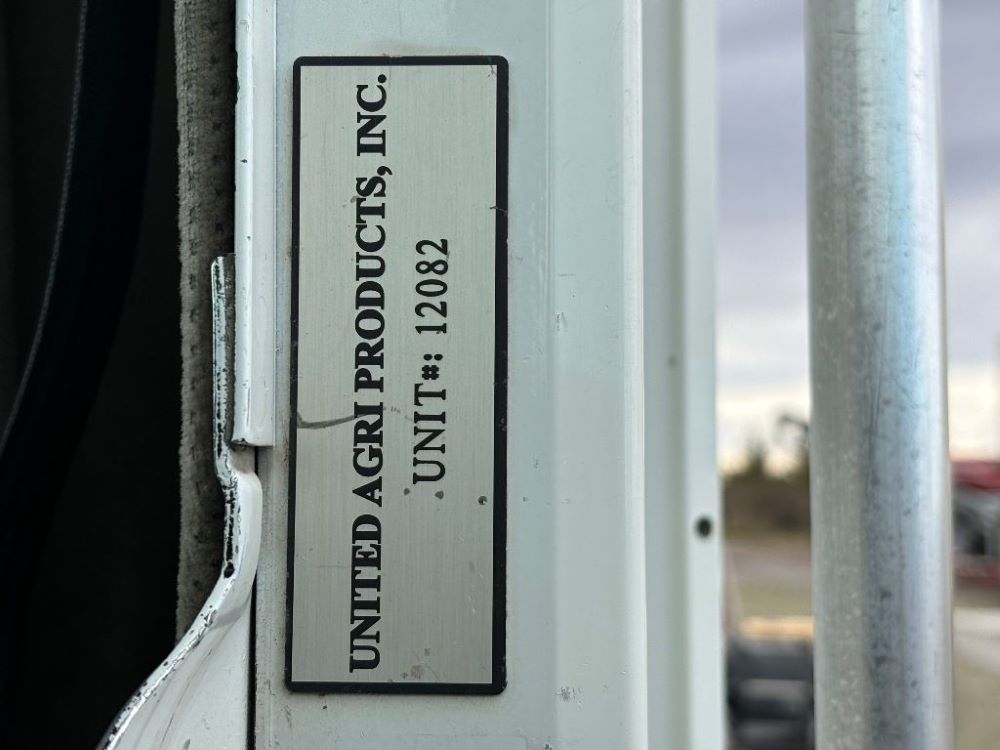 UNITED AGRI PRODUCTS, INC.
UNIT#: 12082